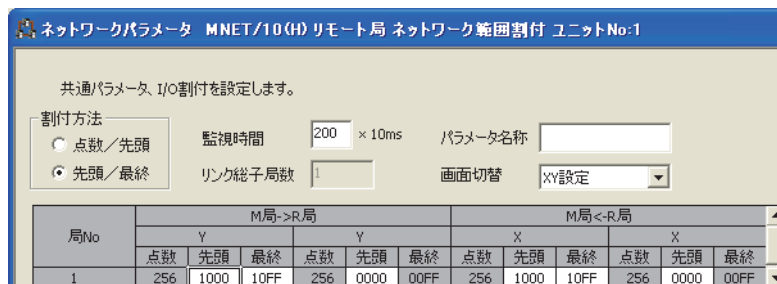 ネットワークパラメータ MNET/10(H) リモート局 ネットワーク範囲割付 ユニットNo:1
共通パラメータ、I/O割付を設定します。
割付方法
点数／先頭
先頭／最終
監視時間 200 ×10ms パラメータ名称
リンク総子局数 1 画面切替 XY設定
局No M局->R局 M局<-R局
Y Y X X
点数 先頭 最終 点数 先頭 最終 点数 先頭 最終 点数 先頭 最終
1 256 1000 10FF 256 0000 00FF 256 1000 10FF 256 0000 00FF